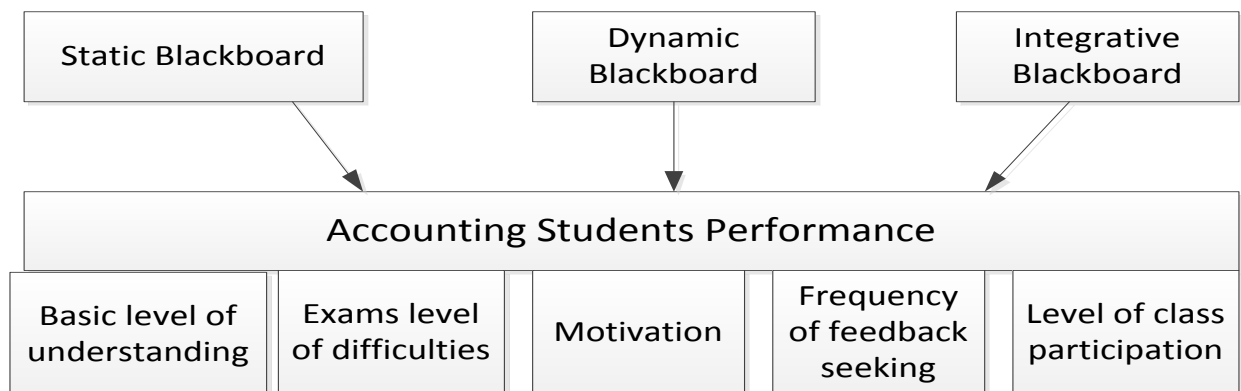 Static Blackboard
Dynamic
Blackboard
Integrative
Blackboard
Accounting Students Performance
Basic level of
understanding
Exams level
of difficulties
Motivation
Frequency
of feedback
seeking
Level of class
participation